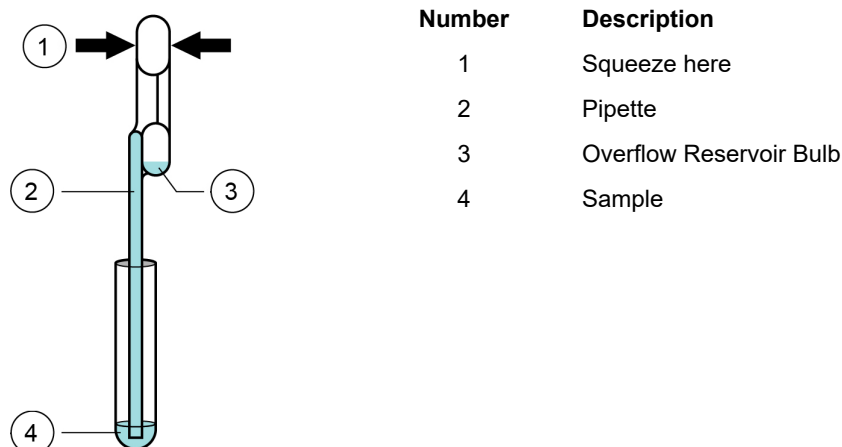 Number Description
1 Squeeze here
2 Pipette
3 Overflow Reservoir Bulb
4 Sample
1
2
3
4